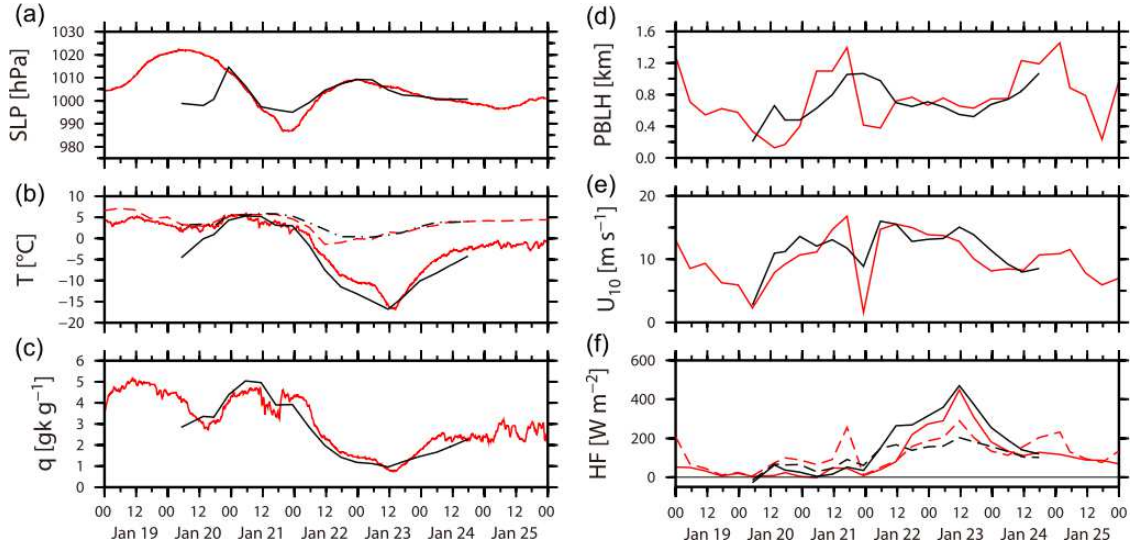 (a)
SLP [hPa]
1030
1020
1010
1000
990
980
(b)
T [°C]
10
5
0
−5
−10
−15
−20
(c)
q [gk g−1]
6
5
4
3
2
1
0
00 12 00 12 00 12 00 12 00 12 00 12 00 12 00
Jan 19 Jan 20 Jan 21 Jan 22 Jan 23 Jan 24 Jan 25
(d)
PBLH [km]
1.6
1.2
0.8
0.4
0.0
(e)
U10 [m s−1]
20
10
0
(f)
HF [W m−2]
600
400
200
0
00 12 00 12 00 12 00 12 00 12 00 12 00 12 00
Jan 19 Jan 20 Jan 21 Jan 22 Jan 23 Jan 24 Jan 25